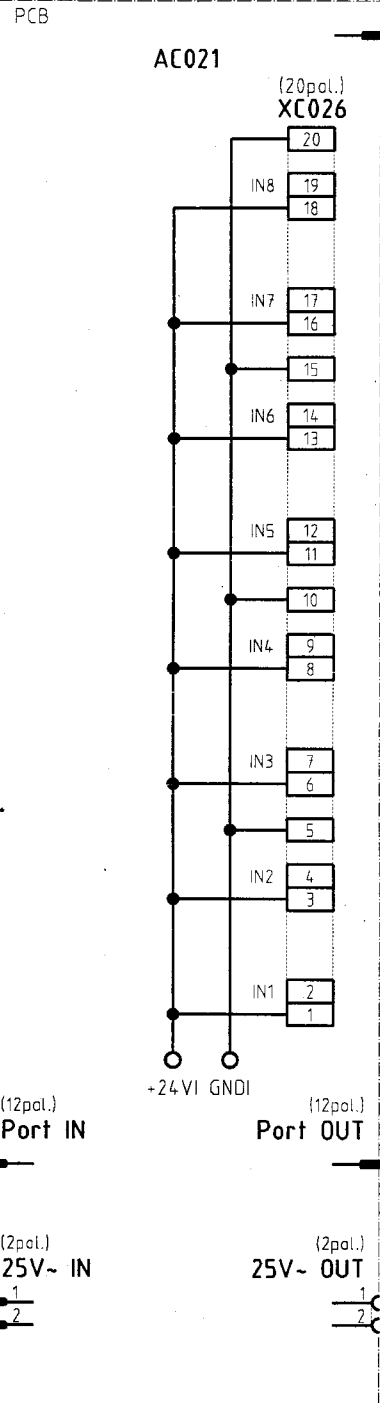 PCB
AC021
(20pol.)
XC026
20
IN8 19
18
IN7 17
16
15
IN6 14
13
IN5 12
11
10
IN4 9
8
IN3 7
6
5
IN2 4
3
IN1 2
1
+24VI GNDI
(12pol.) (12pol.)
Port IN Port OUT
(2pol.) (2pol.)
25V~ IN 25V~ OUT
1 1
2 2